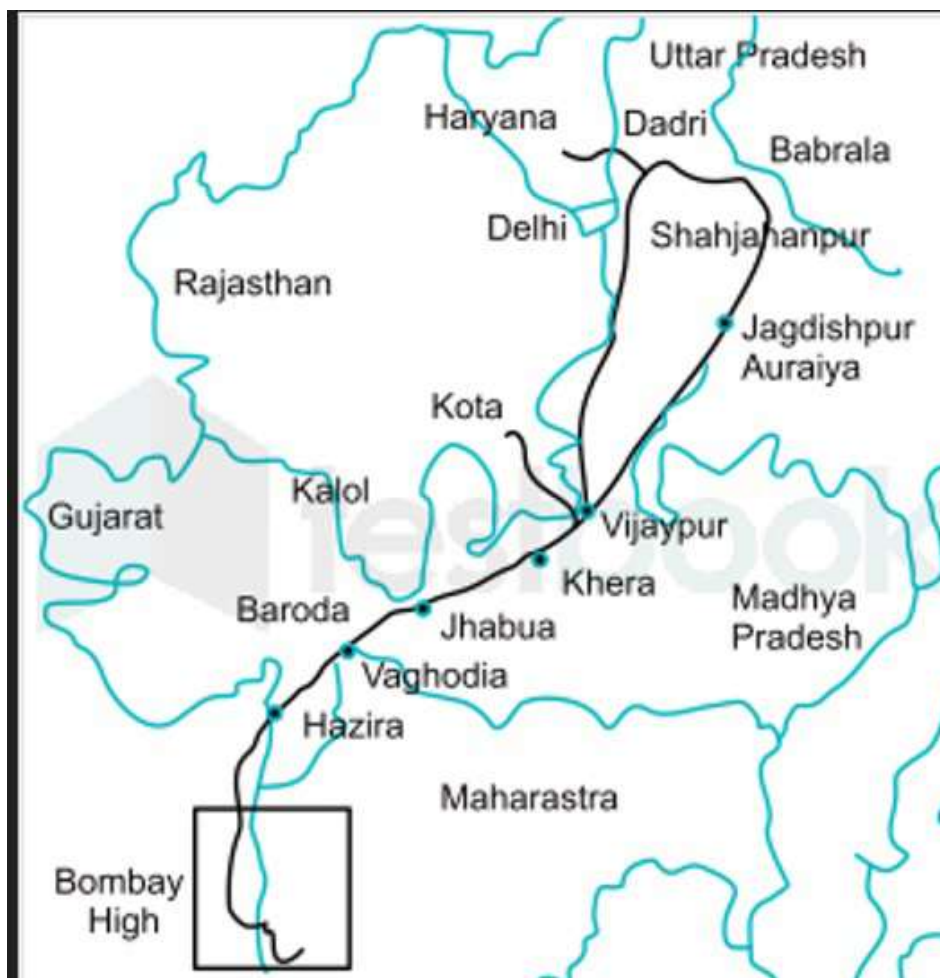 Uttar Pradesh
Haryana
Dadri
Babrala
Delhi
Shahjahanpur
Rajasthan
Jagdishpur
Auraiya
Kota
Kalol
Gujarat
testbook
Vijaypur
Khera
Madhya
Pradesh
Baroda
Jhabua
Vaghodia
Hazira
Maharastra
Bombay
High